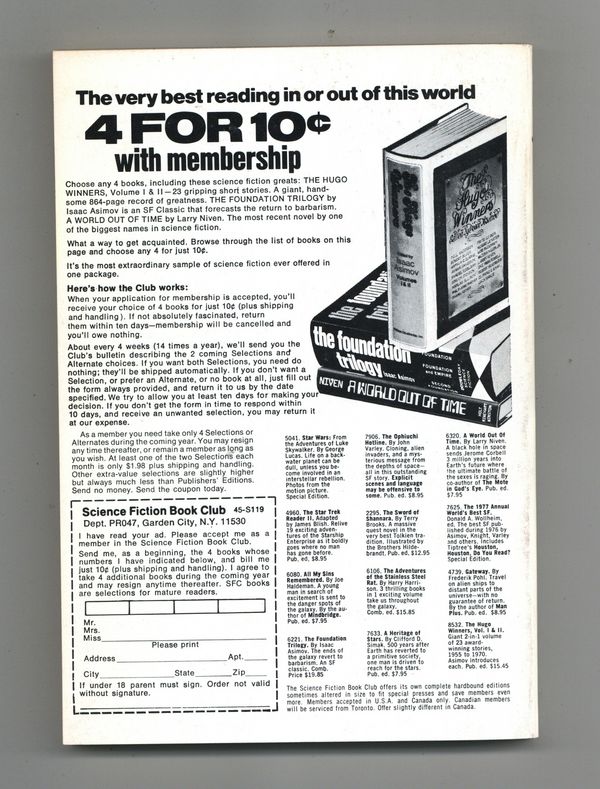 The very best reading in or out of this world
4 FOR 10¢
with membership
Choose any 4 books, including these science fiction greats: THE HUGO
WINNERS, Volume I & II—23 gripping short stories. A giant, hand-
some 864-page record of greatness. THE FOUNDATION TRILOGY by
Isaac Asimov is an SF Classic that forecasts the return to barbarism.
A WORLD OUT OF TIME by Larry Niven. The most recent novel by one
of the biggest names in science fiction.
What a way to get acquainted. Browse through the list of books on this
page and choose any 4 for just 10¢.
It's the most extraordinary sample of science fiction ever offered in
one package.
Here's how the Club works:
When your application for membership is accepted, you'll
receive your choice of 4 books for just 10¢ (plus shipping
and handling). If not absolutely fascinated, return
them within ten days—membership will be cancelled and
you'll owe nothing.
About every 4 weeks (14 times a year), we'll send you the
Club's bulletin describing the 2 coming Selections and
Alternate choices. If you want both Selections, you need do
nothing; they'll be shipped automatically. If you don't want a
Selection, or prefer an Alternate, or no book at all, just fill out
the form always provided, and return it to us by the date
specified. We try to allow you at least ten days for making your
decision. If you don't get the form in time to respond within
10 days, and receive an unwanted selection, you may return it
at our expense.
As a member you need take only 4 Selections or
Alternates during the coming year. You may resign
any time thereafter, or remain a member as long as
you wish. At least one of the two Selections each
month is only $1.98 plus shipping and handling.
Other extra-value selections are slightly higher
but always much less than Publishers' Editions.
Send no money. Send the coupon today.
Science Fiction Book Club 45-S119
Dept. PR047, Garden City, N.Y. 11530
I have read your ad. Please accept me as a
member in the Science Fiction Book Club.
Send me, as a beginning, the 4 books whose
numbers I have indicated below, and bill me
just 10¢ (plus shipping and handling). I agree to
take 4 additional books during the coming year
and may resign anytime thereafter. SFC books
are selections for mature readers.
Mr.
Mrs.
Miss
Please print
Address Apt.
City State Zip
If under 18 parent must sign. Order not valid
without signature.
The Hugo Winners
Isaac Asimov
Volumes I & II
the foundation trilogy
Isaac Asimov
FOUNDATION
FOUNDATION AND EMPIRE
SECOND FOUNDATION
NIVEN A WORLD OUT OF TIME
HOLT RINEHART WINSTON
5041. Star Wars: From
the Adventures of Luke
Skywalker. By George
Lucas. Life on a back-
water planet can be
dull, unless you be-
come involved in an
interstellar rebellion.
Photos from the
motion picture.
Special Edition.
4960. The Star Trek
Reader II, Adapted
by James Blish. Relive
19 exciting adven-
tures of the Starship
Enterprise as it boldly
goes where no man
has gone before.
Pub. ed. $8.95
6080. All My Sins
Remembered. By Joe
Haldeman. A young
man in search of
excitement is sent to
the danger spots of
the galaxy. By the au-
thor of Mindbridge.
Pub. ed. $7.95
6221. The Foundation
Trilogy. By Isaac
Asimov. The ends of
the galaxy revert to
barbarism. An SF
classic. Comb.
Price $19.85
7906. The Ophiuchi
Hotline. By John
Varley. Cloning, alien
invaders, and a mys-
terious message from
the depths of space—
all in this outstanding
SF story. Explicit
scenes and language
may be offensive to
some. Pub. ed. $8.95
2295. The Sword of
Shannara. By Terry
Brooks. A massive
quest novel in the
very best Tolkien tra-
dition. Illustrated by
the Brothers Hilde-
brandt. Pub. ed. $12.95
6106. The Adventures
of the Stainless Steel
Rat. By Harry Harri-
son. 3 thrilling books
in 1 exciting volume
take us throughout
the galaxy.
Comb. ed. $15.85
7633. A Heritage of
Stars. By Clifford D.
Simak. 500 years after
Earth has reverted to
a primitive society,
one man is driven to
reach for the stars.
Pub. ed. $7.95
6320. A World Out Of
Time. By Larry Niven.
A black hole in space
sends Jerome Corbell
3 million years into
Earth's future where
the ultimate battle of
the sexes is raging. By
co-author of The Mote
in God's Eye. Pub. ed.
$7.95
7625. The 1977 Annual
World's Best SF.
Donald A. Wollheim,
ed. The best SF pub-
lished during 1976 by
Asimov, Knight, Varley
and others. Includes
Tiptree's Houston,
Houston, Do You Read?
Special Edition.
4739. Gateway, By
Frederik Pohl. Travel
on alien ships to
distant parts of the
universe—with no
guarantee of return.
By the author of Man
Plus. Pub. ed. $8.95
8532. The Hugo
Winners, Vol. I & II.
Giant 2-in-1 volume
of 23 award-
winning stories,
1955 to 1970.
Asimov introduces
each. Pub. ed. $15.45
The Science Fiction Book Club offers its own complete hardbound editions
sometimes altered in size to fit special presses and save members even
more. Members accepted in U.S.A. and Canada only. Canadian members
will be serviced from Toronto. Offer slightly different in Canada.